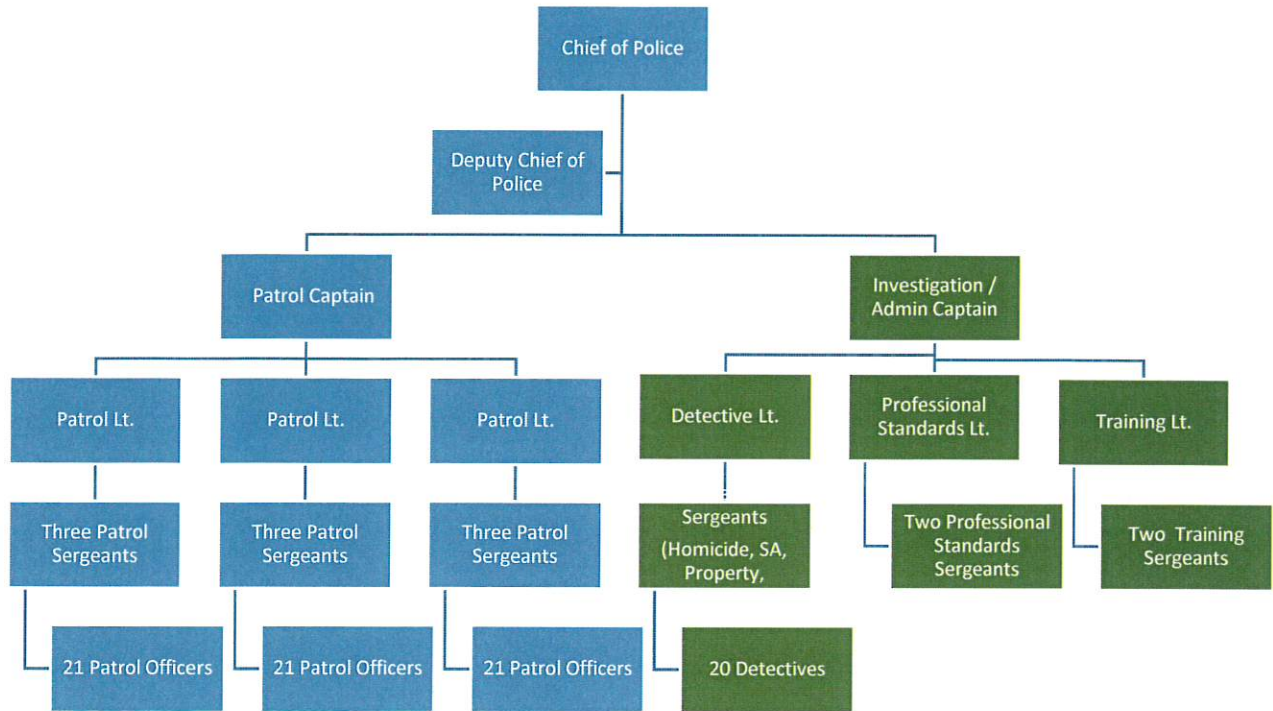 Chief of Police
Deputy Chief of
Police
Patrol Captain
Investigation /
Admin Captain
Patrol Lt.
Patrol Lt.
Patrol Lt.
Detective Lt.
Professional
Standards Lt.
Training Lt.
Three Patrol
Sergeants
Three Patrol
Sergeants
Three Patrol
Sergeants
Sergeants
(Homicide, SA,
Property,
Two Professional
Standards
Sergeants
Two Training
Sergeants
21 Patrol Officers
21 Patrol Officers
21 Patrol Officers
20 Detectives